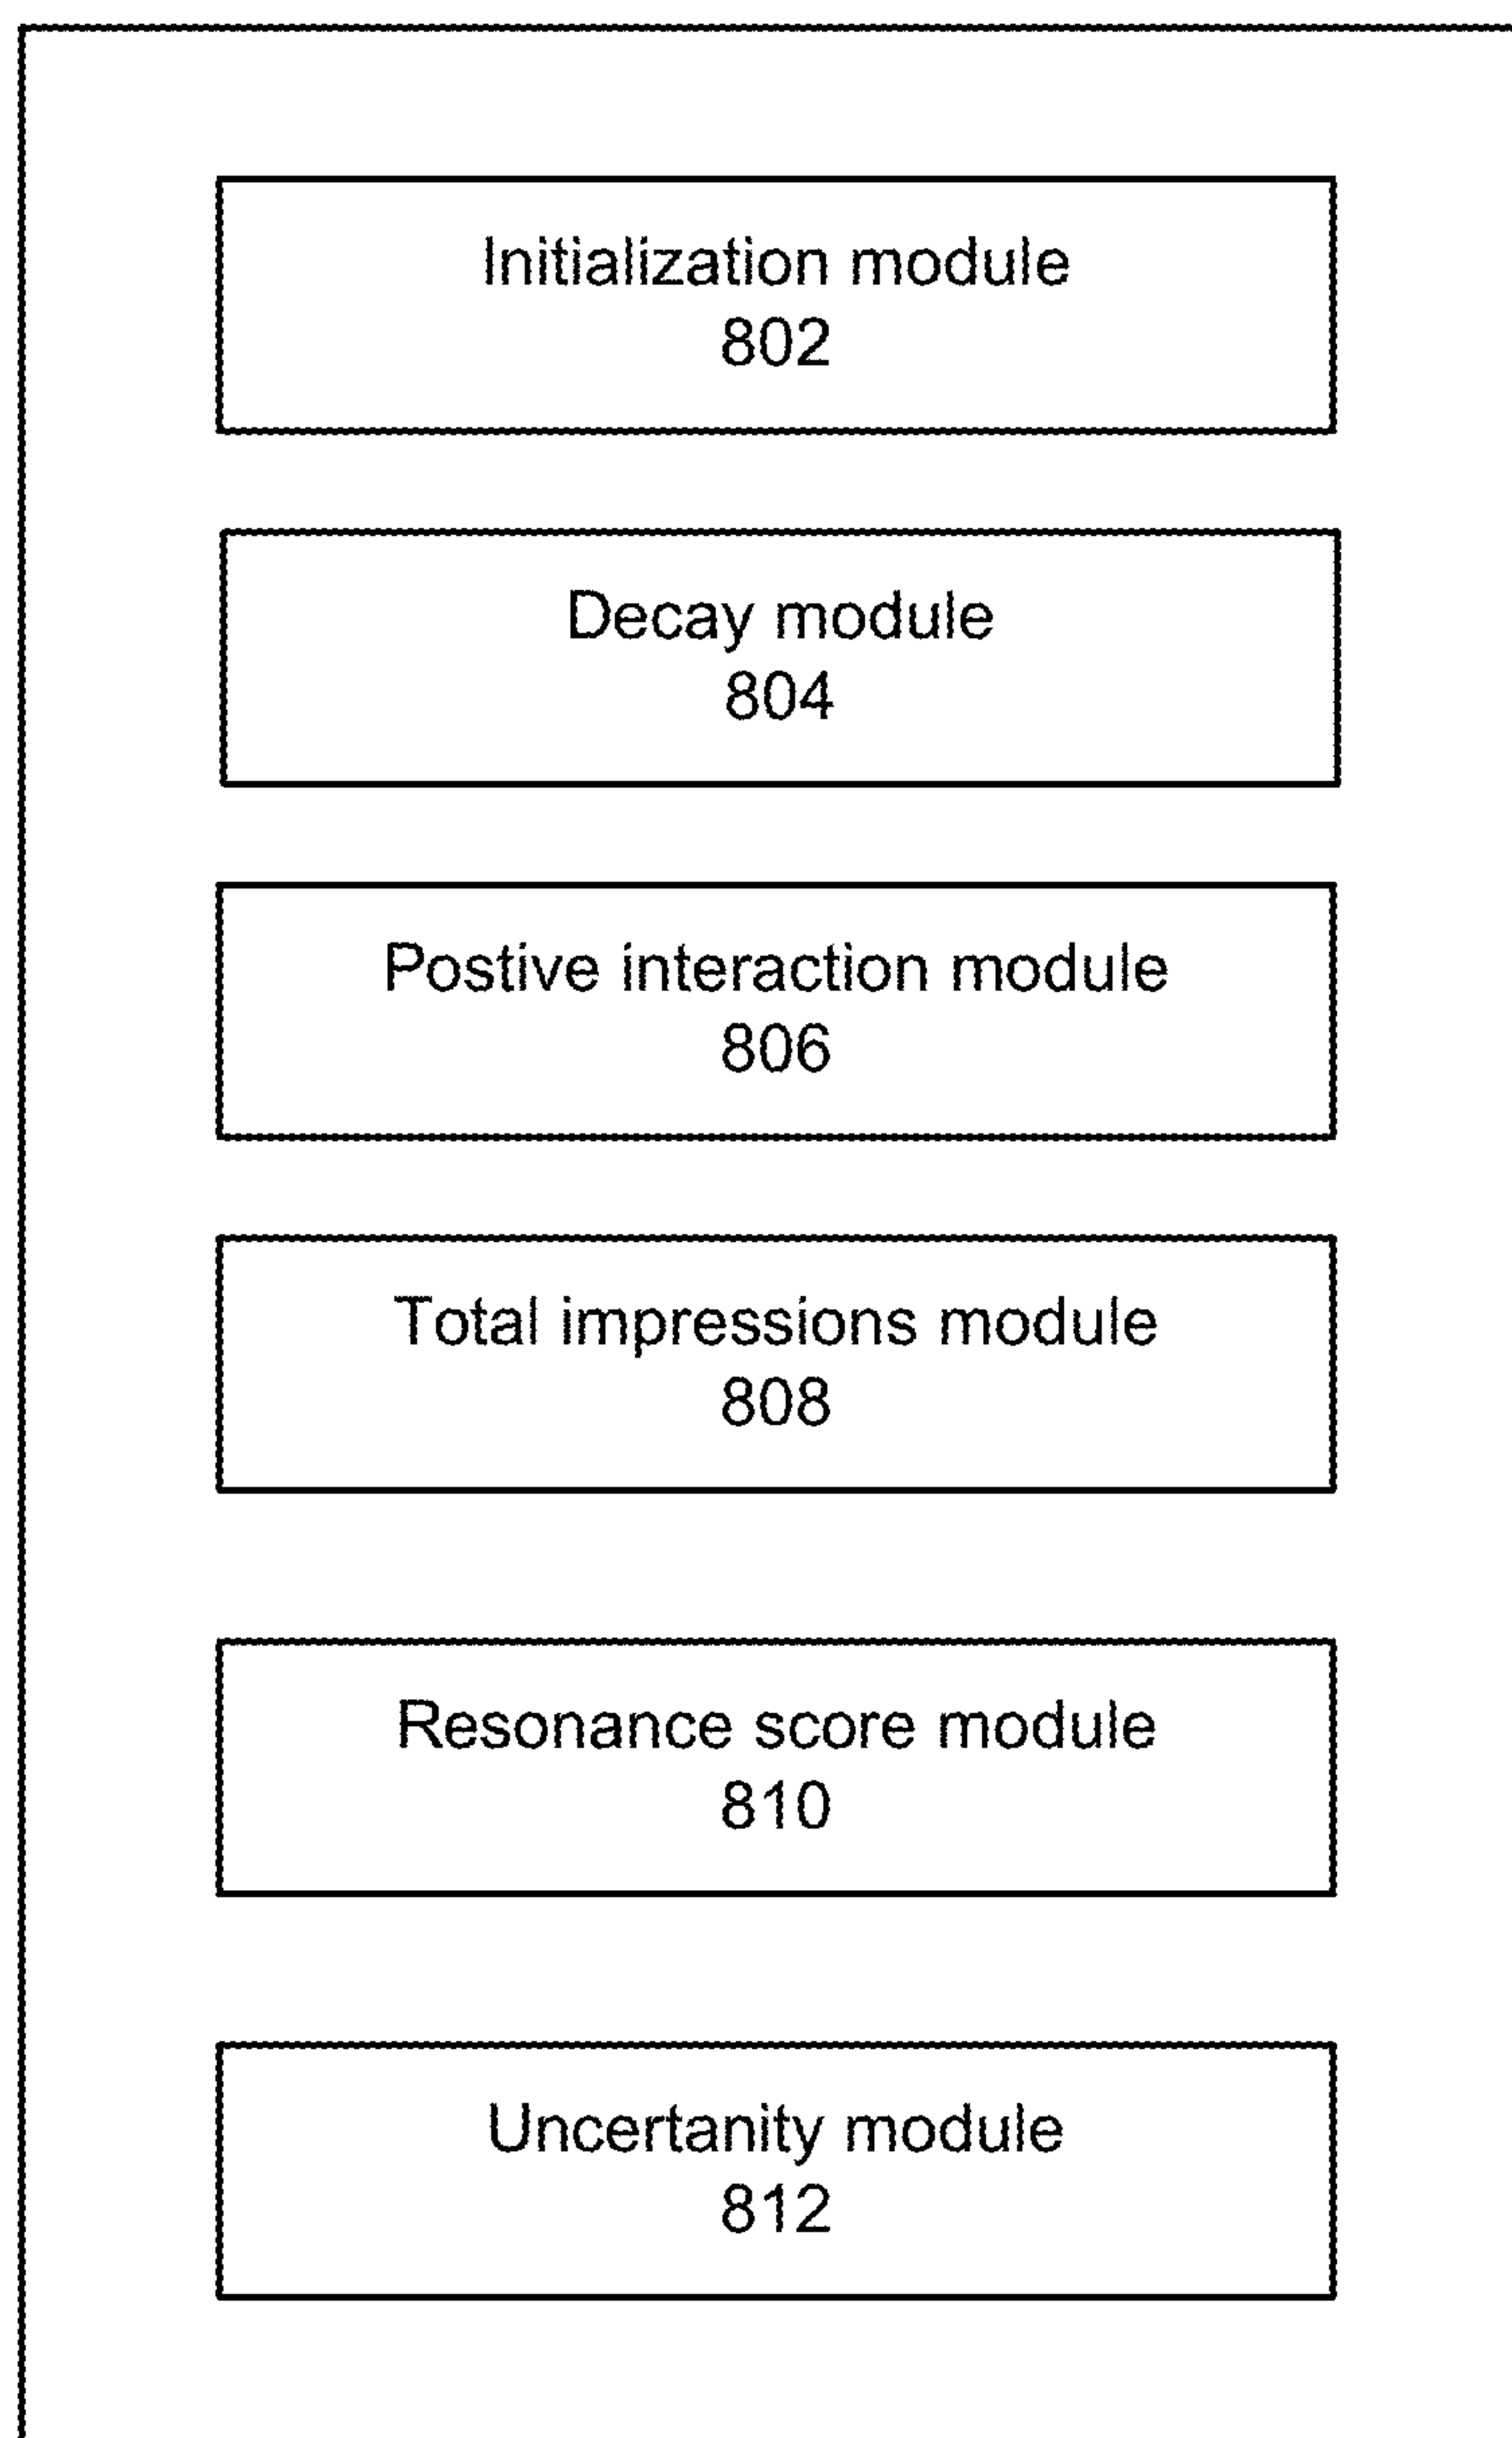 Initialization module
802
Decay module
804
Postive interaction module
806
Total impressions module
808
Resonance score module
810
Uncertanity module
812